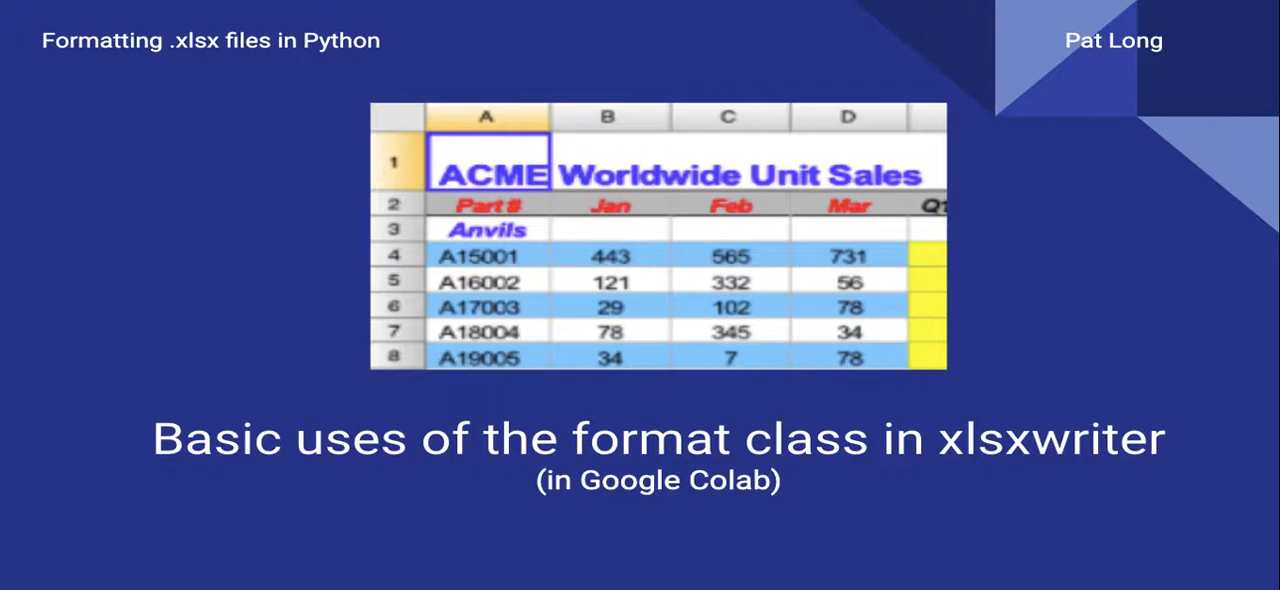 Formatting .xlsx files in Python
Pat Long
A B C D
1 ACME Worldwide Unit Sales
2 Part # Jan Feb Mar Q1
3 Anvils
4 A15001 443 565 731
5 A16002 121 332 56
6 A17003 29 102 78
7 A18004 78 345 34
8 A19005 34 7 78
Basic uses of the format class in xlsxwriter
(in Google Colab)